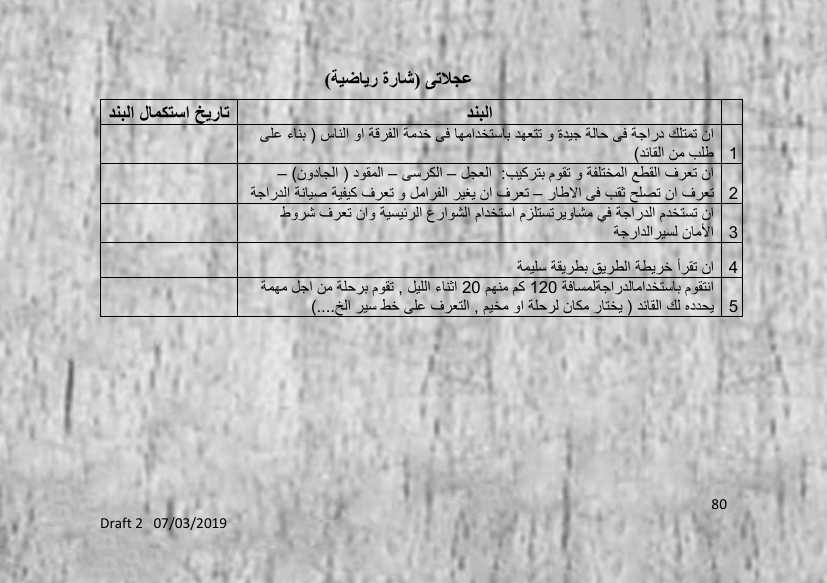 عجلاتى (شارة رياضية)
البند	تاريخ استكمال البند
1 ان تمتلك دراجة فى حالة جيدة و تتعهد باستخدامها فى خدمة الفرقة او الناس ( بناء على
طلب من القائد)
2 ان تعرف القطع المختلفة و تقوم بتركيب: العجل – الكرسى – المقود ( الجادون) –
تعرف ان تصلح ثقب فى الاطار – تعرف ان يغير الفرامل و تعرف كيفية صيانة الدراجة
3 ان تستخدم الدراجة في مشاويرتستلزم استخدام الشوارع الرئيسية وان تعرف شروط
الأمان لسيرالدارجة
4 ان تقرأ خريطة الطريق بطريقة سليمة
5 انتقوم باستخدامالدراجةلمسافة 120 كم منهم 20 اثناء الليل , تقوم برحلة من اجل مهمة
يحدده لك القائد ( يختار مكان لرحلة او مخيم , التعرف على خط سير الخ....)
80
Draft 2 07/03/2019